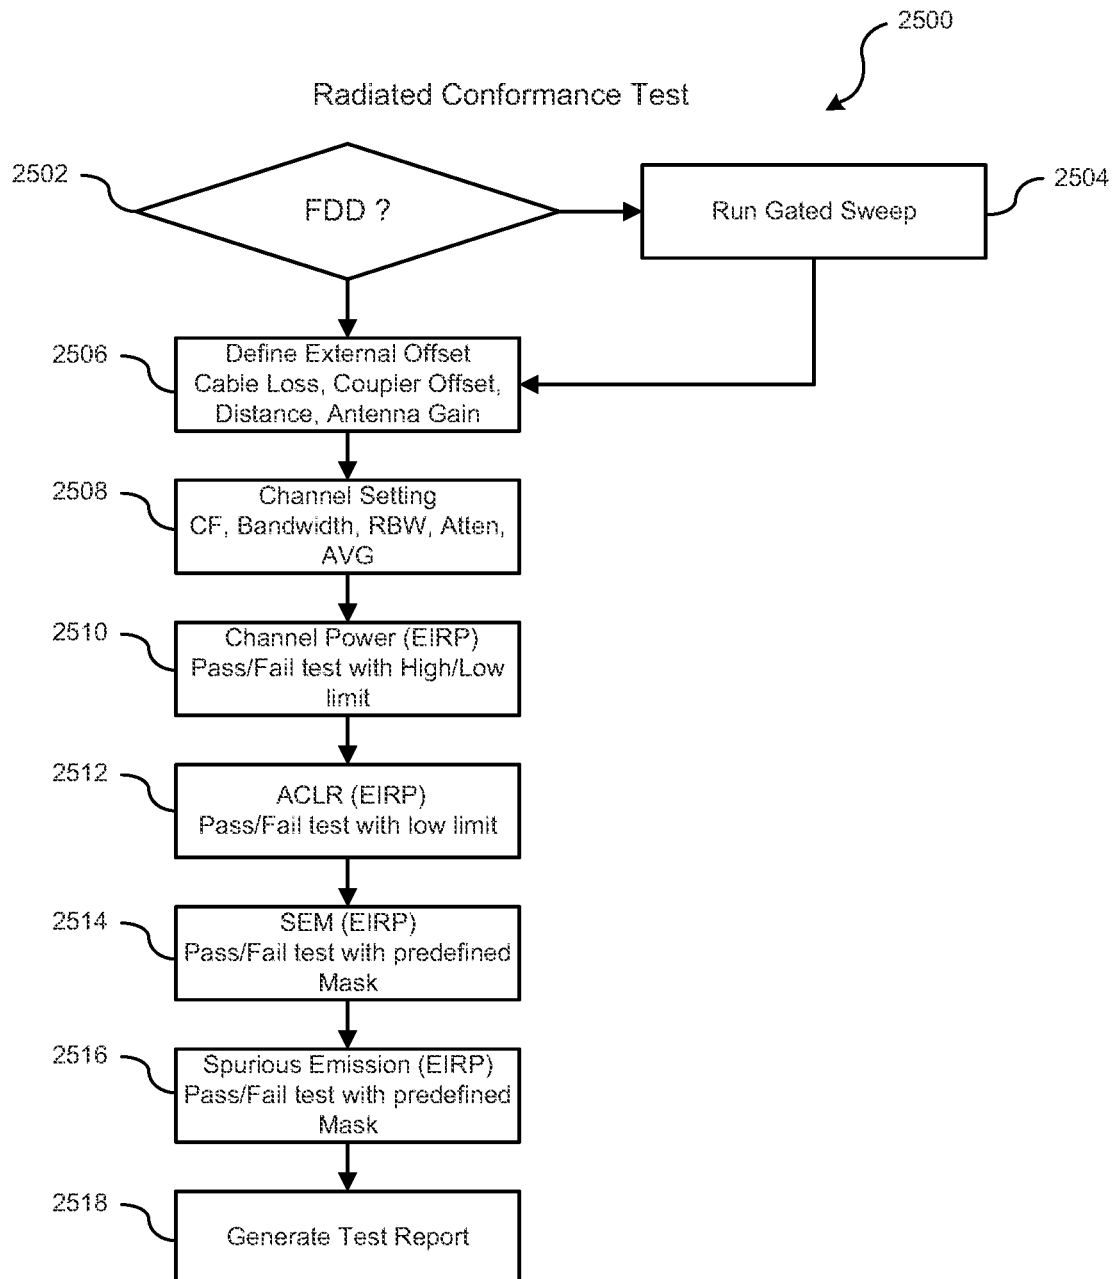 2500
Radiated Conformance Test
2502
FDD ?
Run Gated Sweep
2504
2506
Define External Offset
Cable Loss, Coupler Offset,
Distance, Antenna Gain
2508
Channel Setting
CF, Bandwidth, RBW, Atten,
AVG
2510
Channel Power (EIRP)
Pass/Fail test with High/Low
limit
2512
ACLR (EIRP)
Pass/Fail test with low limit
2514
SEM (EIRP)
Pass/Fail test with predefined
Mask
2516
Spurious Emission (EIRP)
Pass/Fail test with predefined
Mask
2518
Generate Test Report